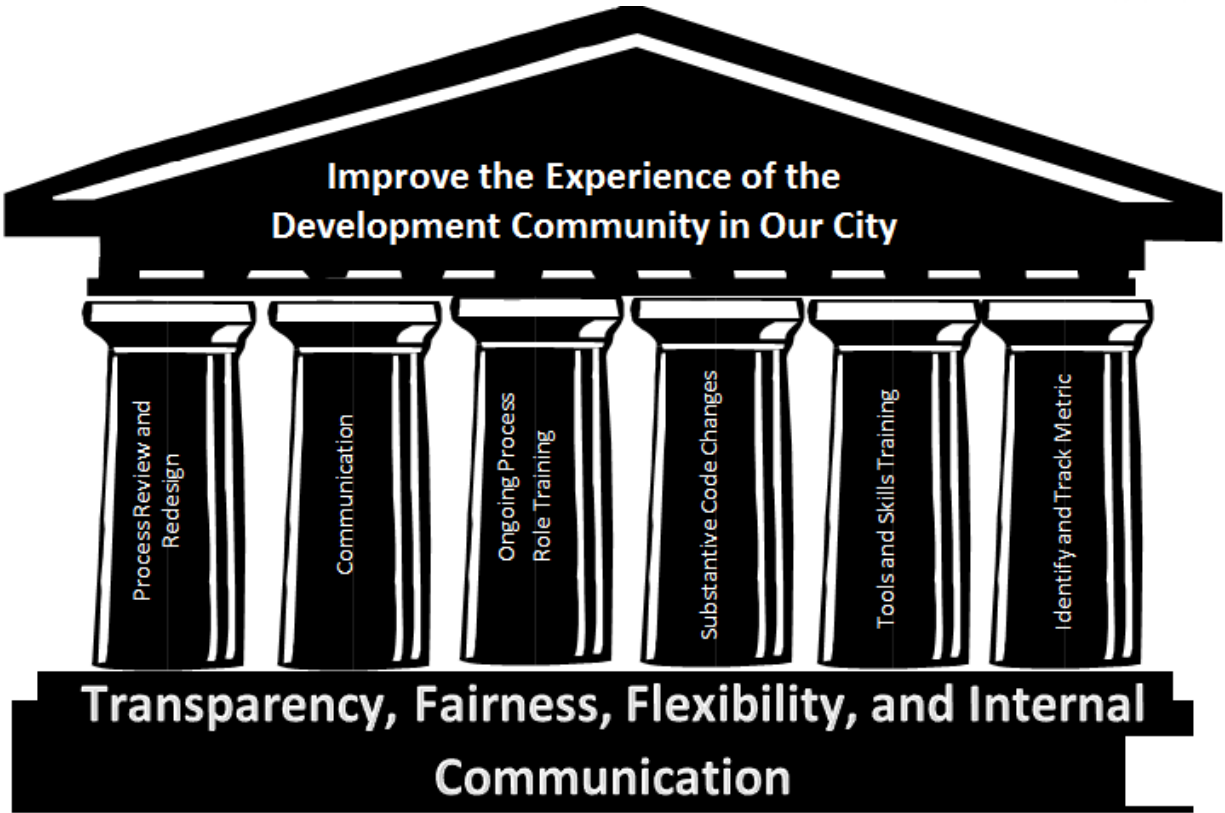 Improve the Experience of the
Development Community in Our City
Process Review and
Redesign
Communication
Ongoing Process
Role Training
Substantive Code Changes
Tools and Skills Training
Identify and Track Metric
Transparency, Fairness, Flexibility, and Internal
Communication